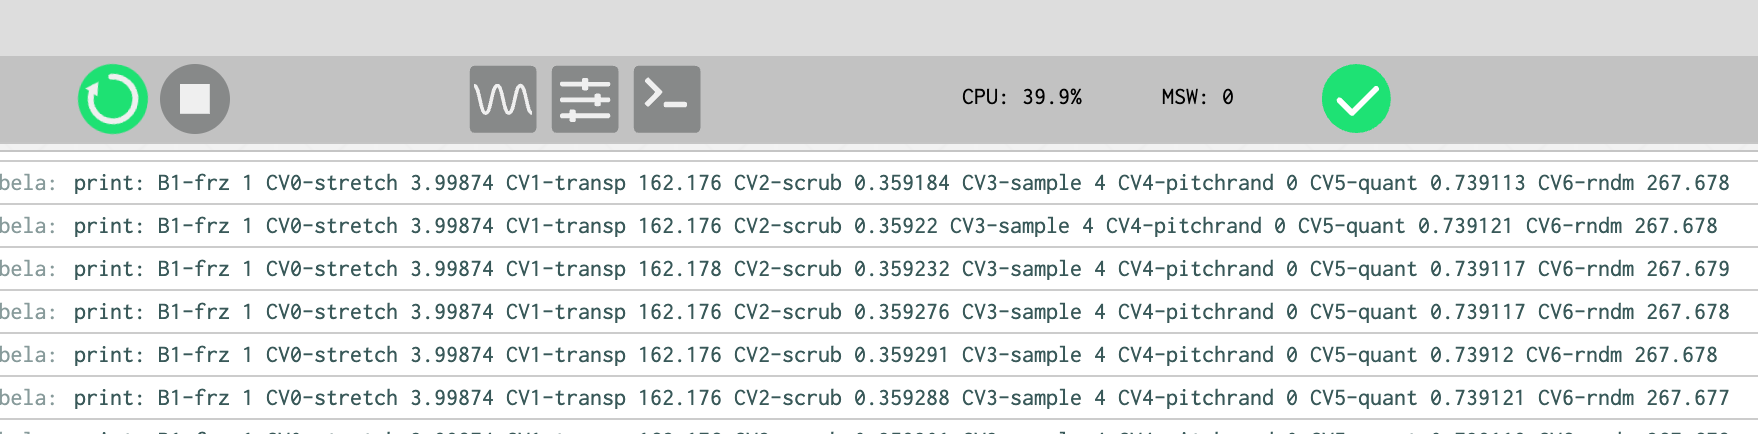 CPU: 39.9% MSW: 0
bela: print: B1-frz 1 CV0-stretch 3.99874 CV1-transp 162.176 CV2-scrub 0.359184 CV3-sample 4 CV4-pitchrand 0 CV5-quant 0.739113 CV6-rndm 267.678
bela: print: B1-frz 1 CV0-stretch 3.99874 CV1-transp 162.176 CV2-scrub 0.35922 CV3-sample 4 CV4-pitchrand 0 CV5-quant 0.739121 CV6-rndm 267.678
bela: print: B1-frz 1 CV0-stretch 3.99874 CV1-transp 162.178 CV2-scrub 0.359232 CV3-sample 4 CV4-pitchrand 0 CV5-quant 0.739117 CV6-rndm 267.679
bela: print: B1-frz 1 CV0-stretch 3.99874 CV1-transp 162.176 CV2-scrub 0.359276 CV3-sample 4 CV4-pitchrand 0 CV5-quant 0.739117 CV6-rndm 267.678
bela: print: B1-frz 1 CV0-stretch 3.99874 CV1-transp 162.176 CV2-scrub 0.359291 CV3-sample 4 CV4-pitchrand 0 CV5-quant 0.73912 CV6-rndm 267.678
bela: print: B1-frz 1 CV0-stretch 3.99874 CV1-transp 162.176 CV2-scrub 0.359288 CV3-sample 4 CV4-pitchrand 0 CV5-quant 0.739121 CV6-rndm 267.677